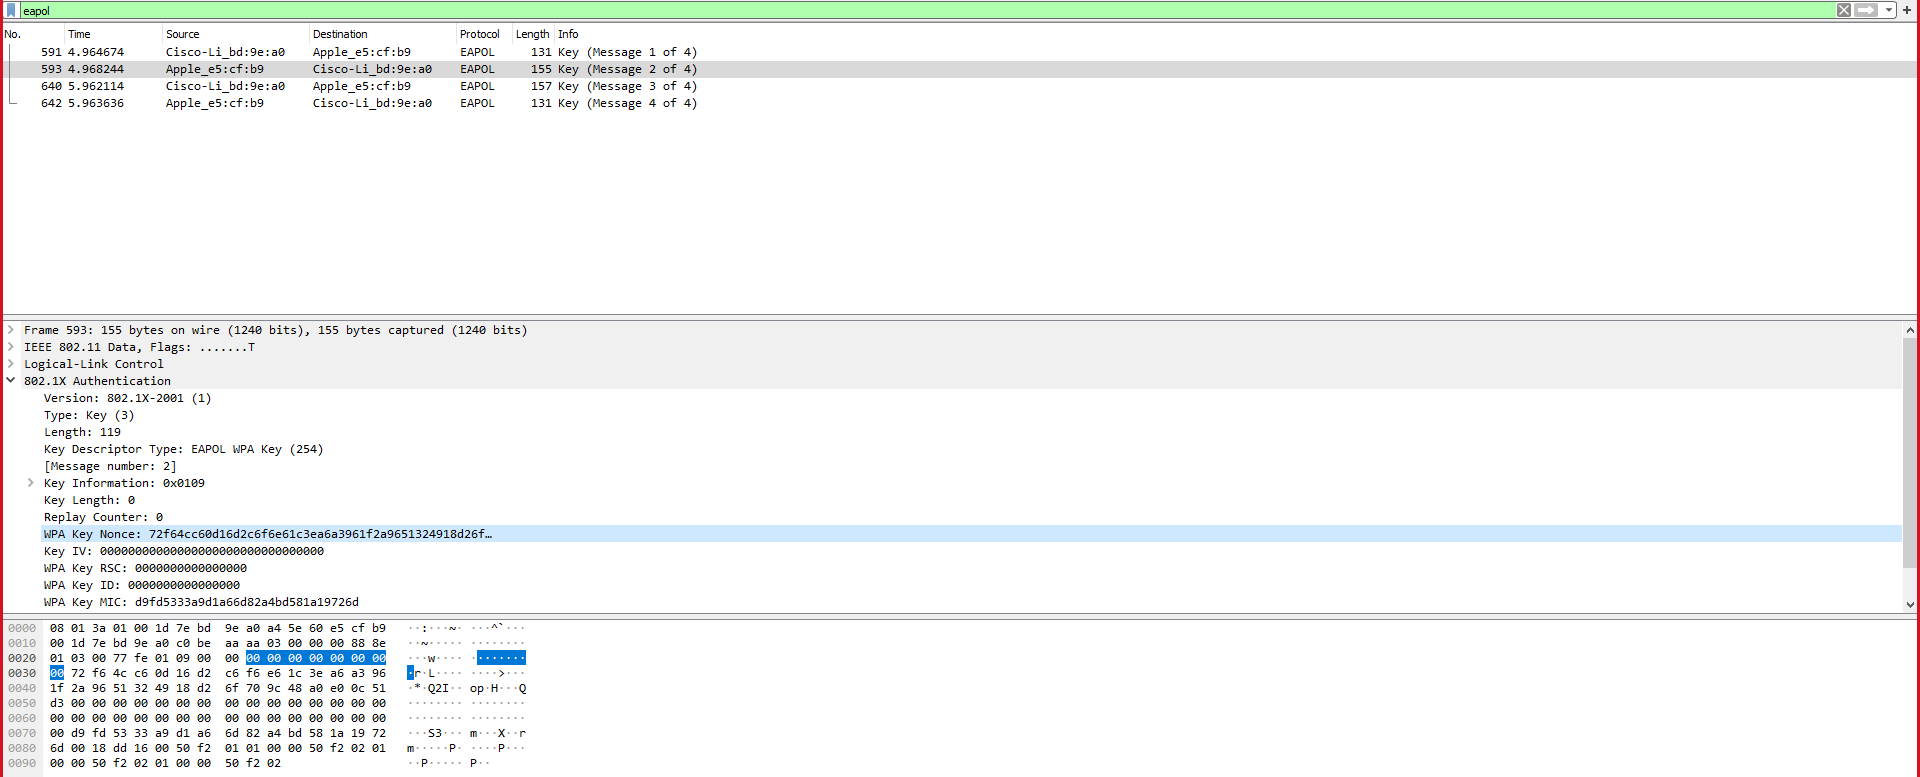 eapol
No. Time Source Destination Protocol Length Info
591 4.964674 Cisco-Li_bd:9e:a0 Apple_e5:cf:b9 EAPOL 131 Key (Message 1 of 4)
593 4.968244 Apple_e5:cf:b9 Cisco-Li_bd:9e:a0 EAPOL 155 Key (Message 2 of 4)
640 5.962114 Cisco-Li_bd:9e:a0 Apple_e5:cf:b9 EAPOL 157 Key (Message 3 of 4)
642 5.963636 Apple_e5:cf:b9 Cisco-Li_bd:9e:a0 EAPOL 131 Key (Message 4 of 4)
Frame 593: 155 bytes on wire (1240 bits), 155 bytes captured (1240 bits)
IEEE 802.11 Data, Flags: .......T
Logical-Link Control
802.1X Authentication
Version: 802.1X-2001 (1)
Type: Key (3)
Length: 119
Key Descriptor Type: EAPOL WPA Key (254)
[Message number: 2]
Key Information: 0x0109
Key Length: 0
Replay Counter: 0
WPA Key Nonce: 72f64cc60d16d2c6f6e61c3ea6a3961f2a9651324918d26f…
Key IV: 00000000000000000000000000000000
WPA Key RSC: 0000000000000000
WPA Key ID: 0000000000000000
WPA Key MIC: d9fd5333a9d1a66d82a4bd581a19726d
0000 08 01 3a 01 00 1d 7e bd 9e a0 a4 5e 60 e5 cf b9 ··:···~· ···^`···
0010 00 1d 7e bd 9e a0 c0 be aa aa 03 00 00 00 88 8e ··~····· ········
0020 01 03 00 77 fe 01 09 00 00 00 00 00 00 00 00 00 ···w···· ········
0030 00 72 f6 4c c6 0d 16 d2 c6 f6 e6 1c 3e a6 a3 96 ·r·L···· ····>···
0040 1f 2a 96 51 32 49 18 d2 6f 70 9c 48 a0 e0 0c 51 ·*·Q2I·· op·H···Q
0050 d3 00 00 00 00 00 00 00 00 00 00 00 00 00 00 00 ········ ········
0060 00 00 00 00 00 00 00 00 00 00 00 00 00 00 00 00 ········ ········
0070 00 d9 fd 53 33 a9 d1 a6 6d 82 a4 bd 58 1a 19 72 ···S3··· m···X··r
0080 6d 00 18 dd 16 00 50 f2 01 01 00 00 50 f2 02 01 m·····P· ····P···
0090 00 00 50 f2 02 01 00 00 50 f2 02 ··P····· P··